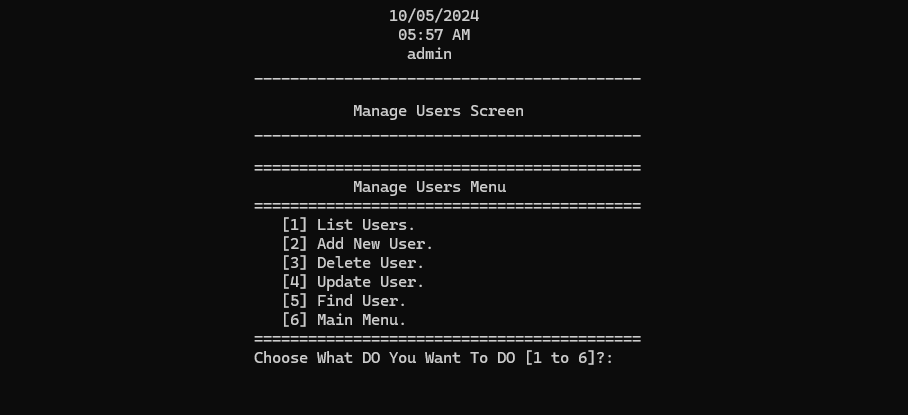 10/05/2024
05:57 AM
admin
___________________________________________
Manage Users Screen
___________________________________________
===========================================
Manage Users Menu
===========================================
[1] List Users.
[2] Add New User.
[3] Delete User.
[4] Update User.
[5] Find User.
[6] Main Menu.
===========================================
Choose What DO You Want To DO [1 to 6]?: